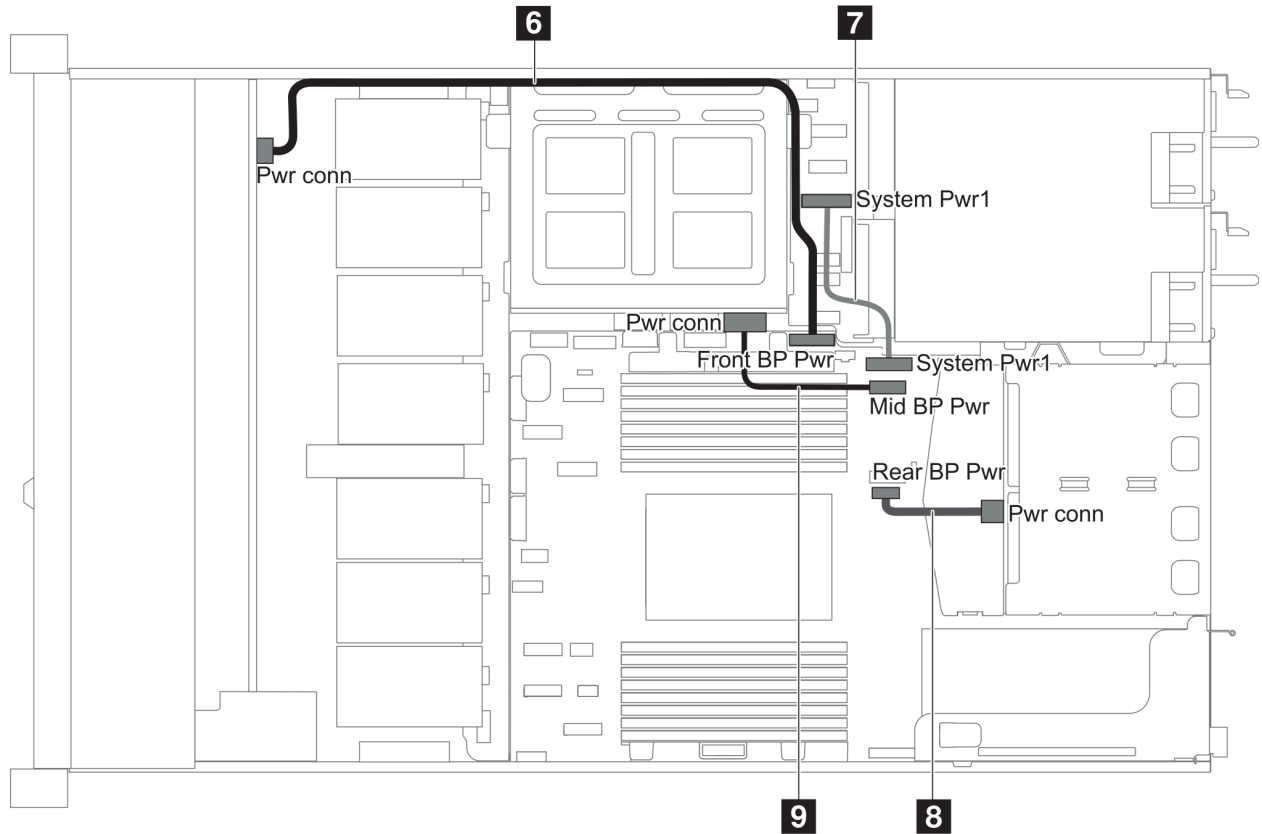 6
7
Pwr conn
System Pwr1
Pwr conn
Front BP Pwr
System Pwr1
Mid BP Pwr
Rear BP Pwr
Pwr conn
9
8